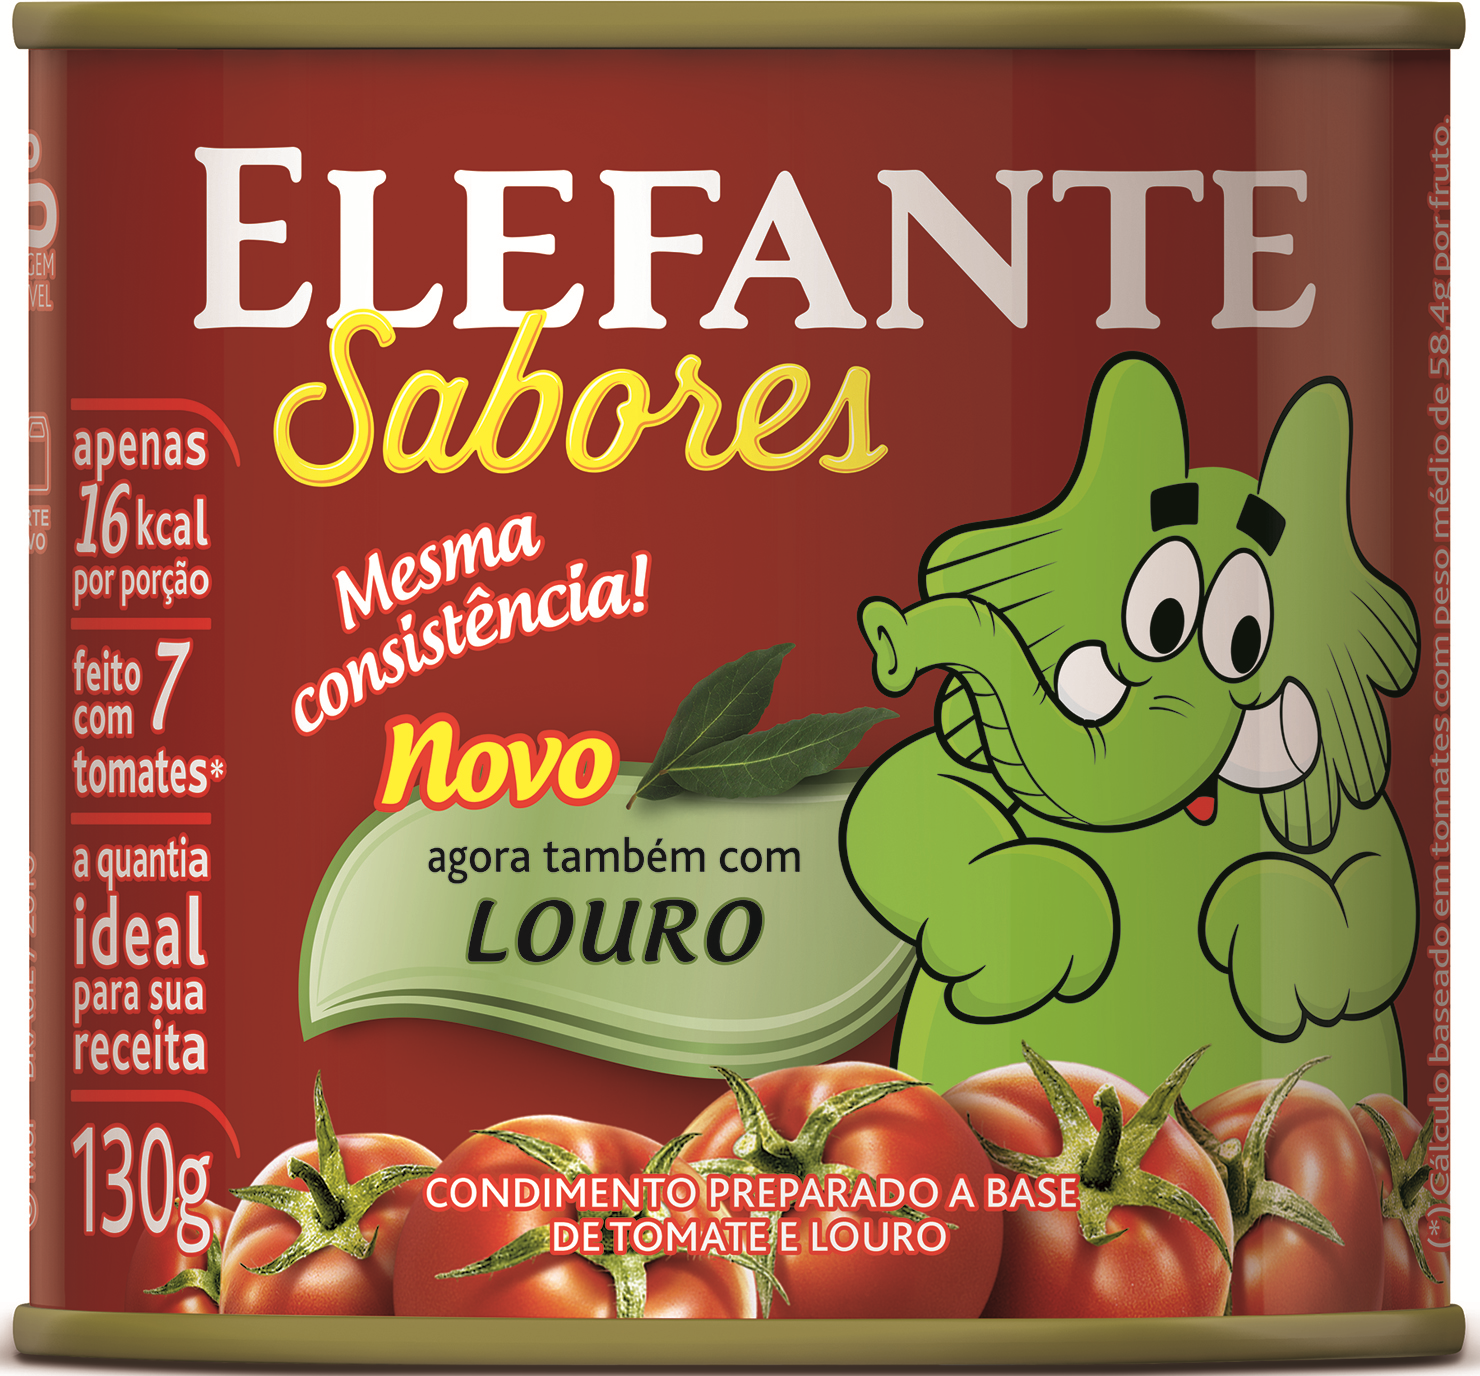 ELEFANTE
Sabores
apenas
16 kcal
por porção
feito
com 7
tomates*
a quantia
ideal
para sua
receita
130g
Mesma
consistência!
Novo
agora também com
LOURO
CONDIMENTO PREPARADO A BASE
DE TOMATE E LOURO
(*)Cálculo baseado em tomates com peso médio de 58,4g por fruto.